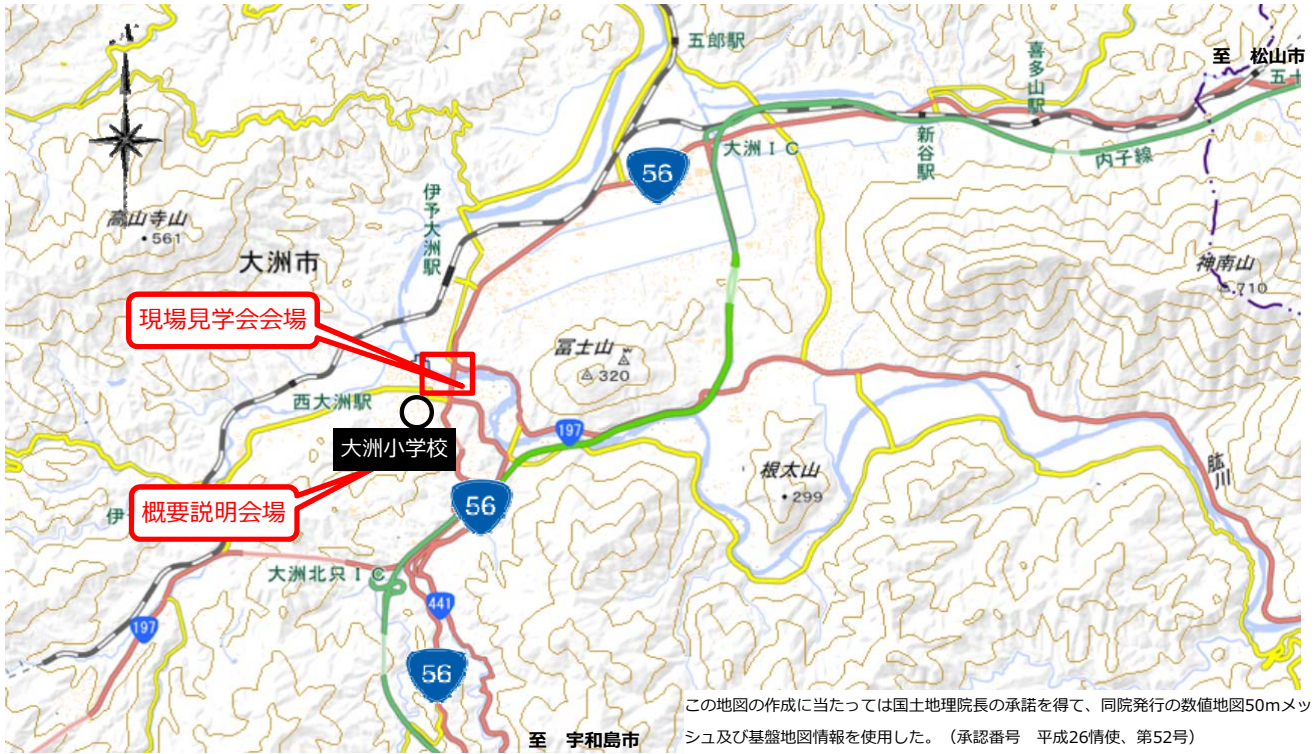 五郎駅
喜多山駅
至 松山市
五十
56
大洲ＩＣ
新谷駅
内子線
伊予大洲駅
高山寺山
561
大洲市
神南山
710
現場見学会会場
冨士山
320
西大洲駅
大洲小学校
197
根太山
299
肱川
56
概要説明会場
伊
大洲北只ＩＣ
441
197
56
この地図の作成に当たっては国土地理院長の承諾を得て、同院発行の数値地図50mメッ
シュ及び基盤地図情報を使用した。（承認番号 平成26情使、第52号）
至 宇和島市